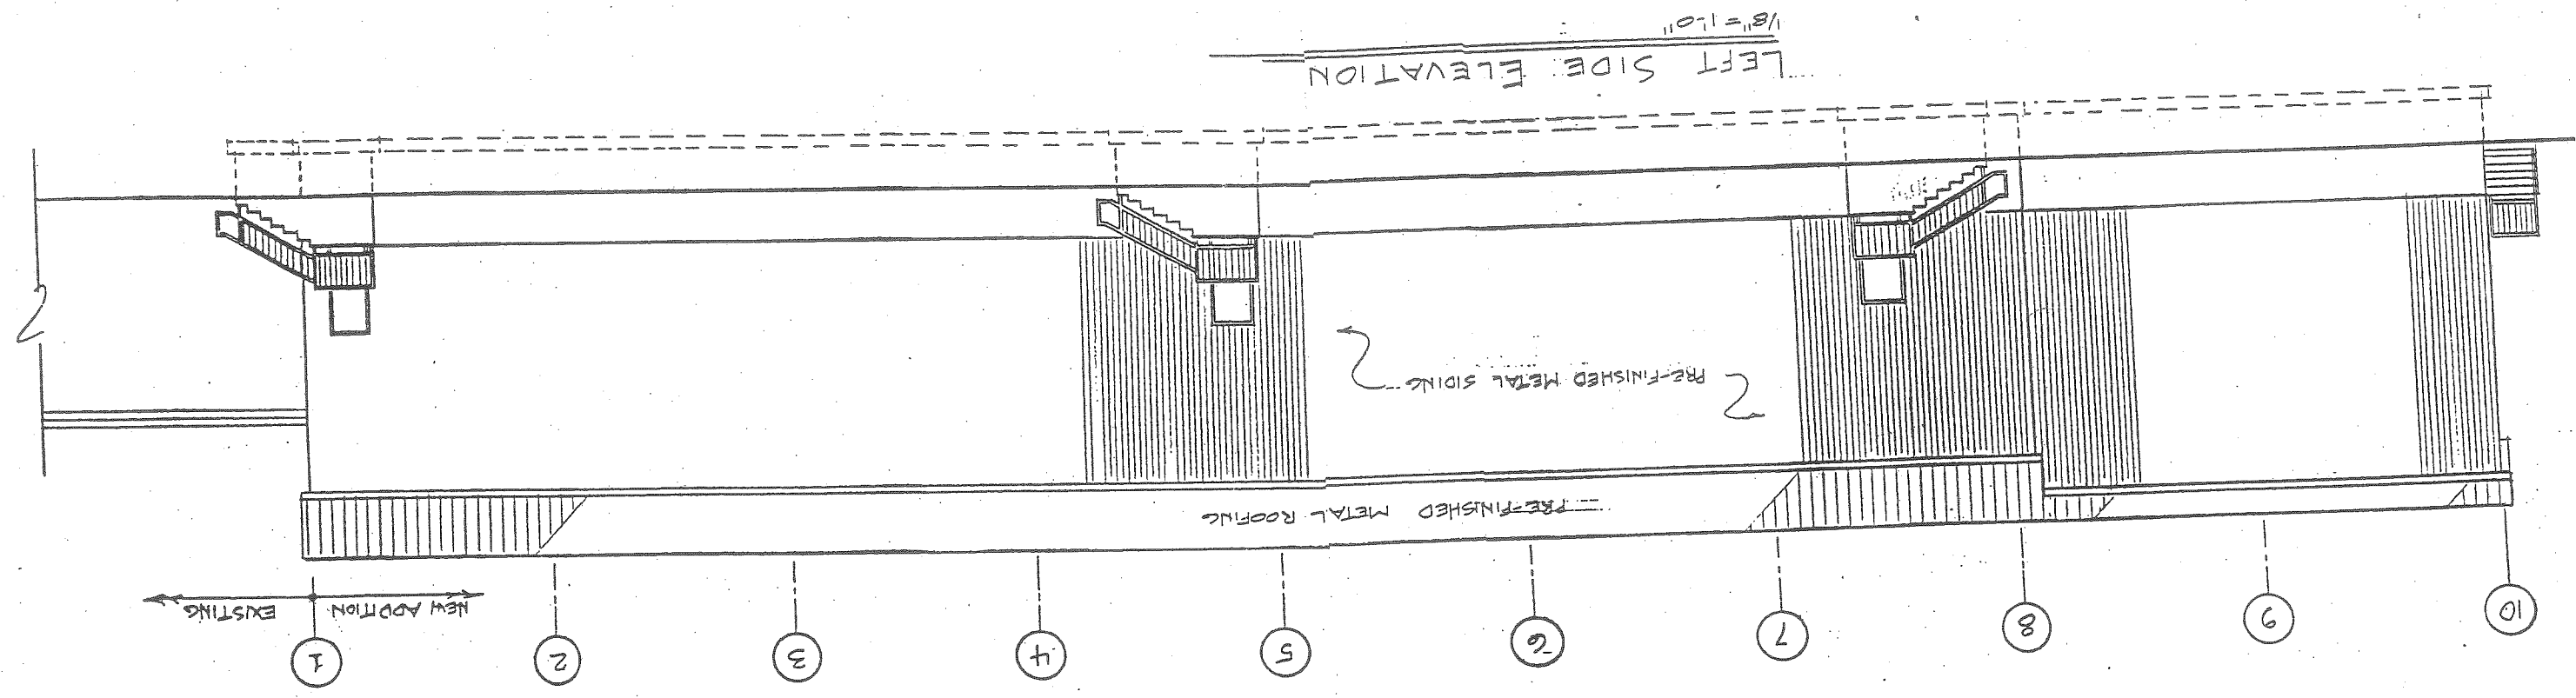 10 9 8 7 6 5 4 3 2 1
NEW ADDITION EXISTING
PRE-FINISHED METAL ROOFING
PRE-FINISHED METAL SIDING
LEFT SIDE ELEVATION
1/8" = 1'-0"